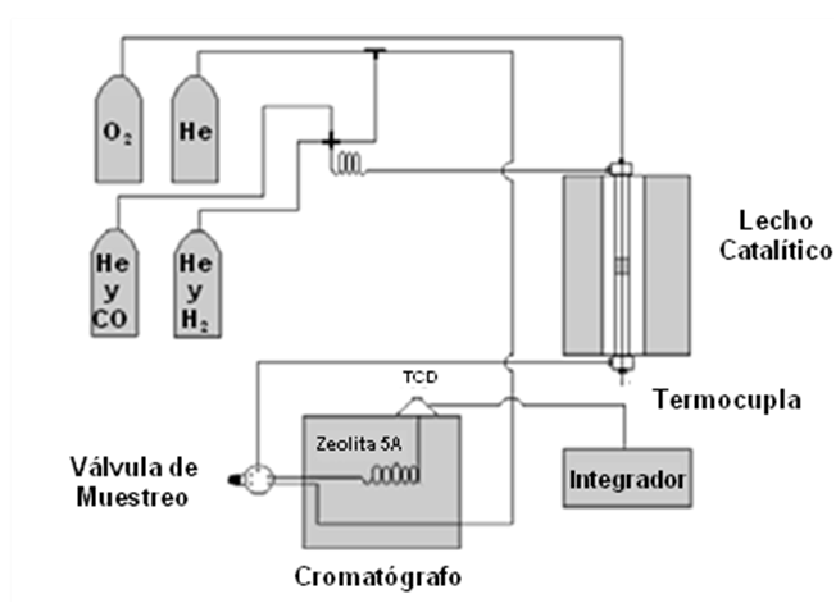 O₂
He
He
y
CO
He
y
H₂
Lecho
Catalítico
TCD
Termocupla
Zeolita 5A
Válvula de
Muestreo
Integrador
Cromatógrafo